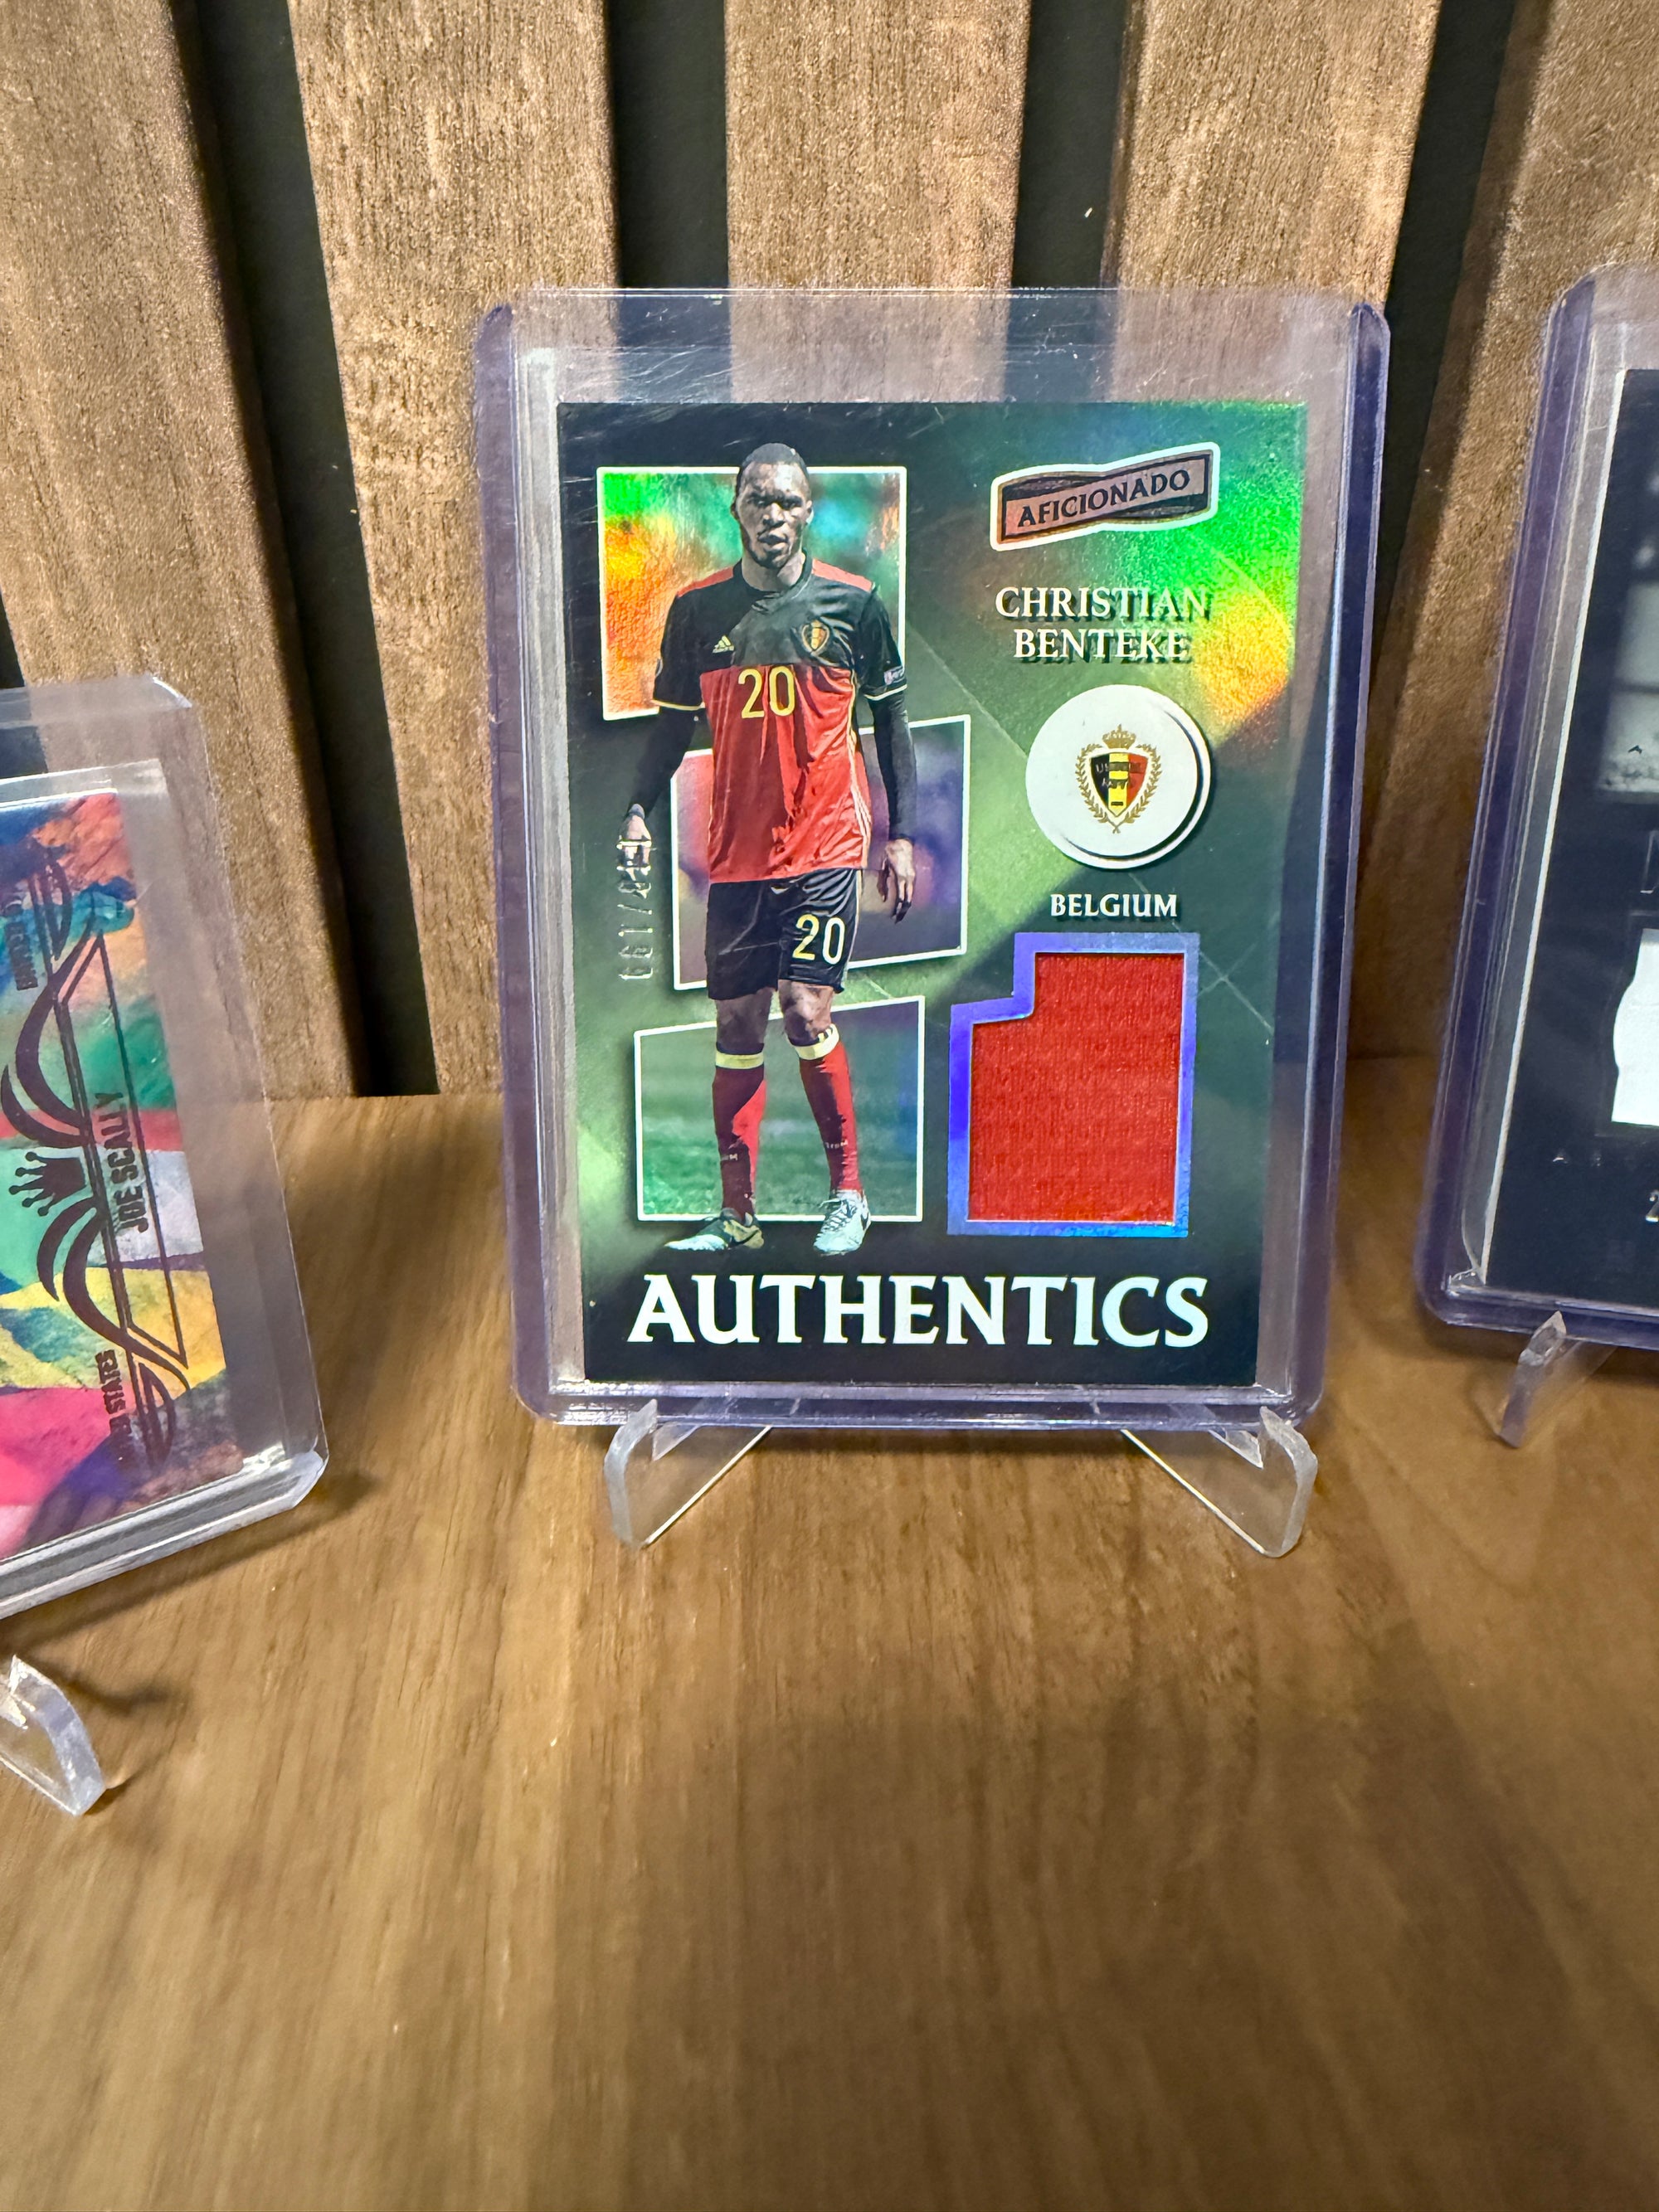 AFICIONADO
CHRISTIAN
BENTEKE
20
BELGIUM
20
AUTHENTICS
JOE SCALLY